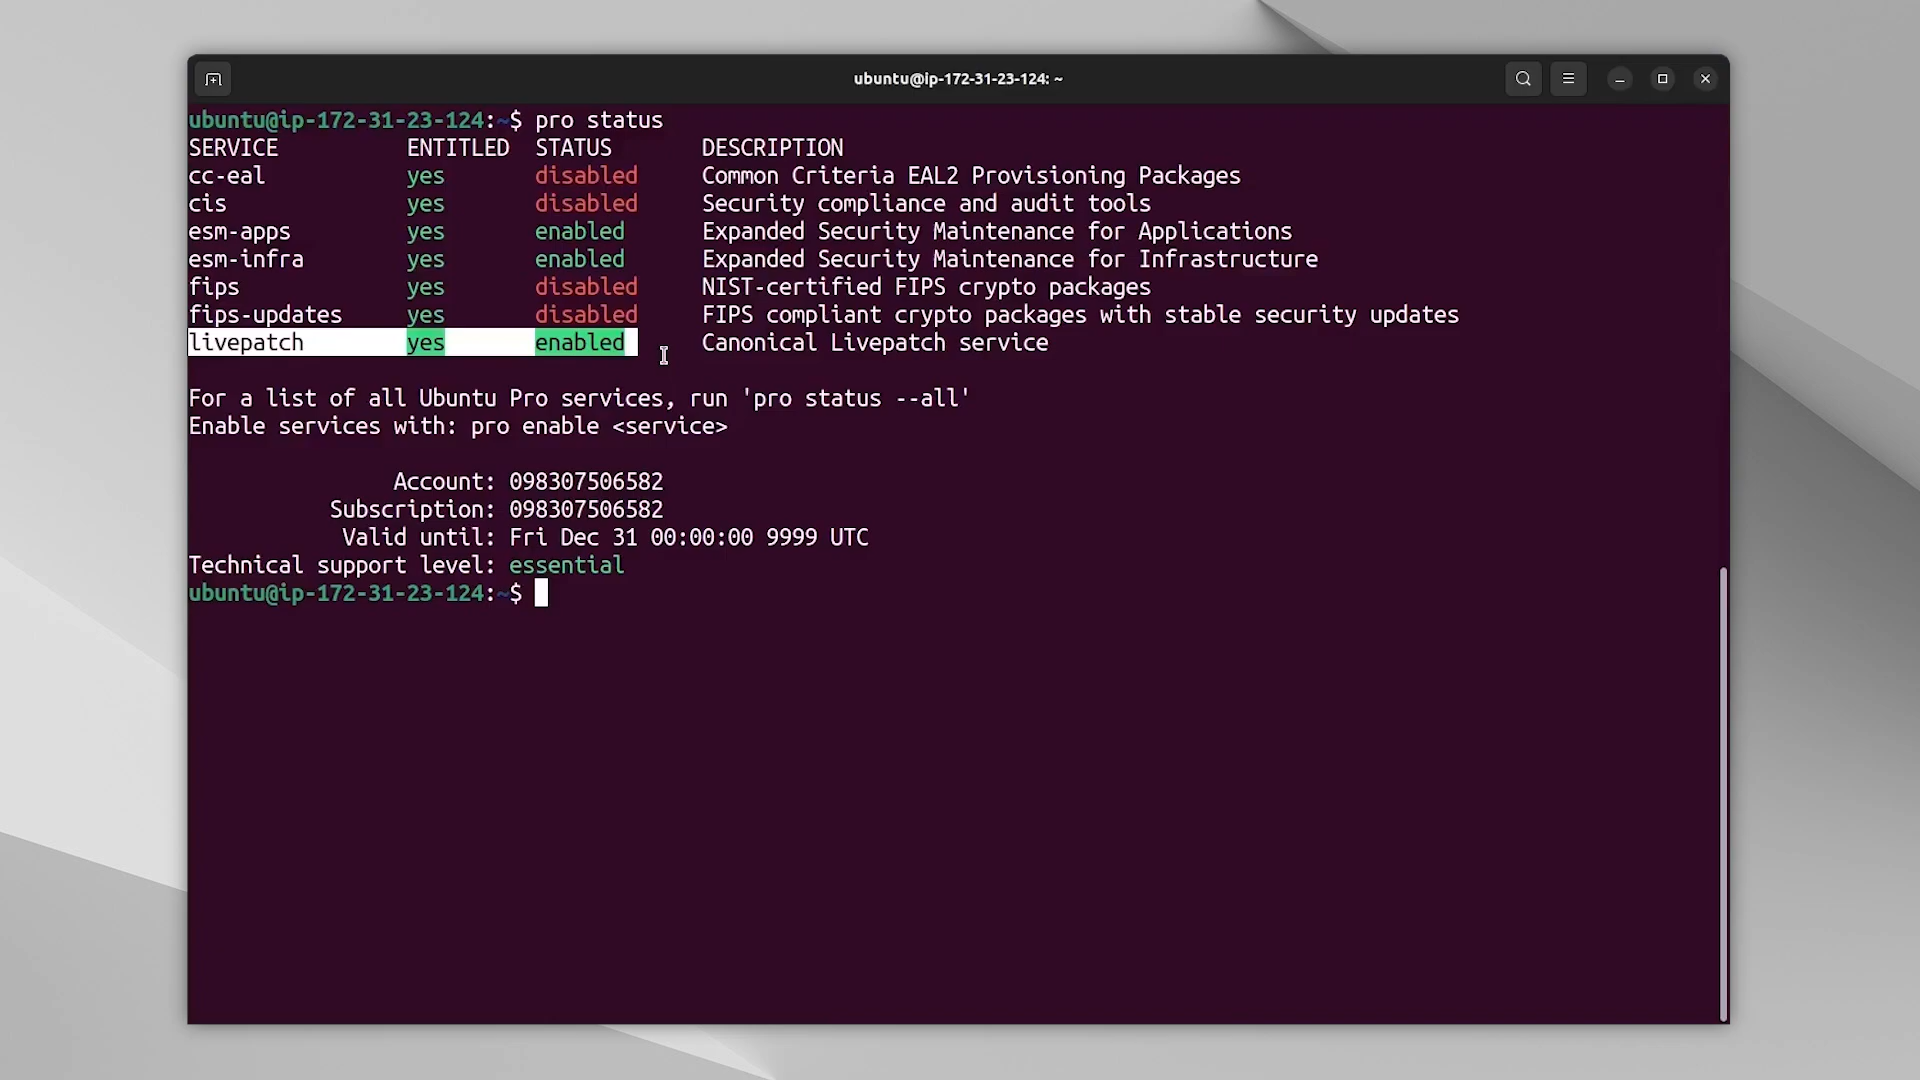 ubuntu@ip-172-31-23-124: ~
ubuntu@ip-172-31-23-124:~$ pro status
SERVICE          ENTITLED  STATUS       DESCRIPTION
cc-eal           yes       disabled     Common Criteria EAL2 Provisioning Packages
cis              yes       disabled     Security compliance and audit tools
esm-apps         yes       enabled      Expanded Security Maintenance for Applications
esm-infra        yes       enabled      Expanded Security Maintenance for Infrastructure
fips             yes       disabled     NIST-certified FIPS crypto packages
fips-updates     yes       disabled     FIPS compliant crypto packages with stable security updates
livepatch        yes       enabled      Canonical Livepatch service
For a list of all Ubuntu Pro services, run 'pro status --all'
Enable services with: pro enable <service>
Account: 098307506582
Subscription: 098307506582
Valid until: Fri Dec 31 00:00:00 9999 UTC
Technical support level: essential
ubuntu@ip-172-31-23-124:~$